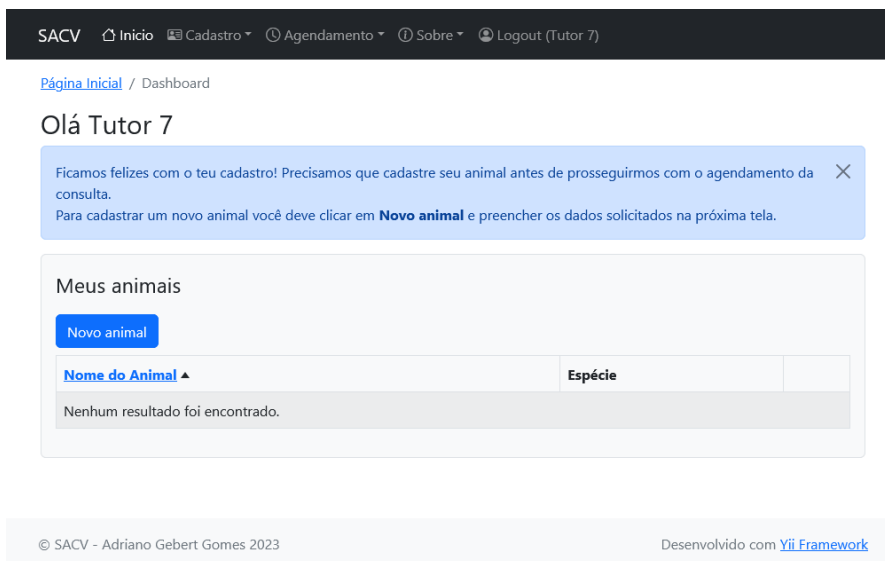 SACV Inicio Cadastro Agendamento Sobre Logout (Tutor 7)
Página Inicial / Dashboard
Olá Tutor 7
Ficamos felizes com o teu cadastro! Precisamos que cadastre seu animal antes de prosseguirmos com o agendamento da
consulta.
Para cadastrar um novo animal você deve clicar em Novo animal e preencher os dados solicitados na próxima tela.
Meus animais
Novo animal
Nome do Animal Espécie
Nenhum resultado foi encontrado.
© SACV - Adriano Gebert Gomes 2023 Desenvolvido com Yii Framework